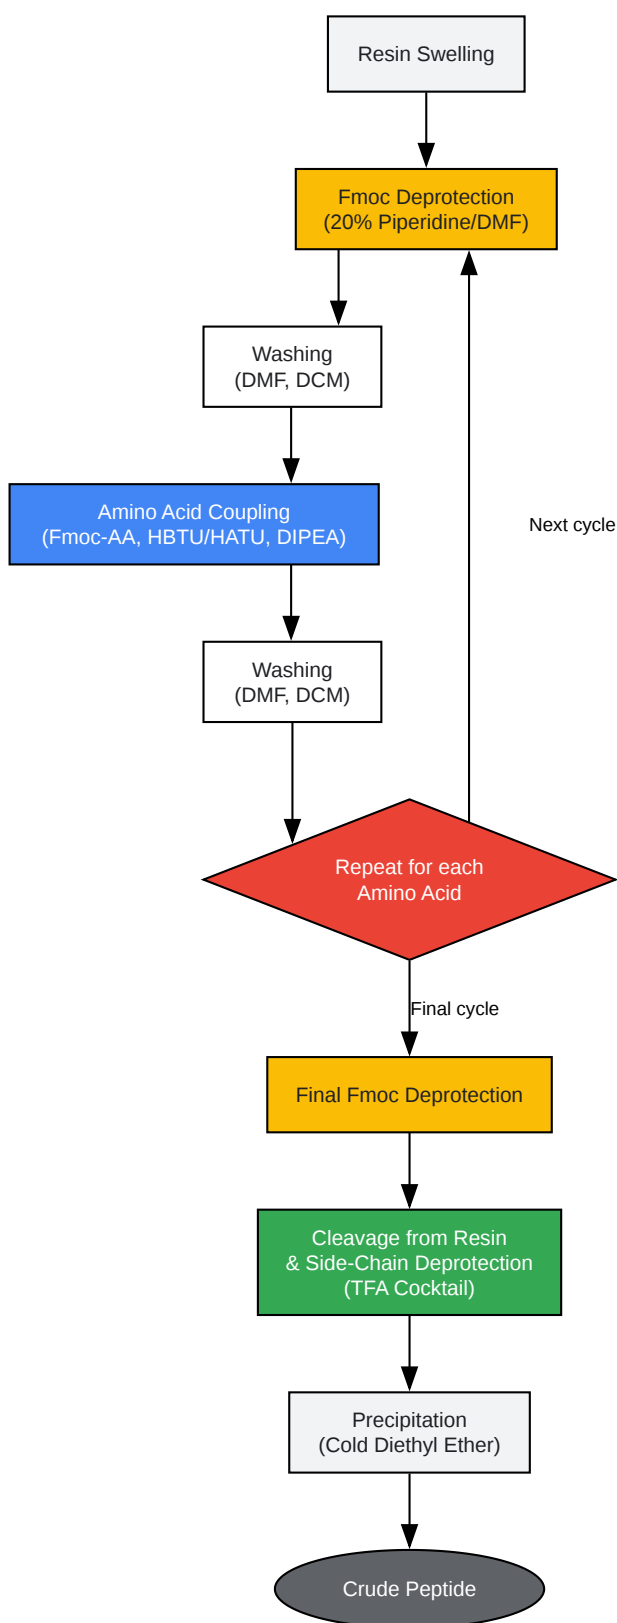 Resin Swelling
Fmoc Deprotection
(20% Piperidine/DMF)
Washing
(DMF, DCM)
Amino Acid Coupling
(Fmoc-AA, HBTU/HATU, DIPEA)
Next cycle
Washing
(DMF, DCM)
Repeat for each
Amino Acid
Final cycle
Final Fmoc Deprotection
Cleavage from Resin
& Side-Chain Deprotection
(TFA Cocktail)
Precipitation
(Cold Diethyl Ether)
Crude Peptide